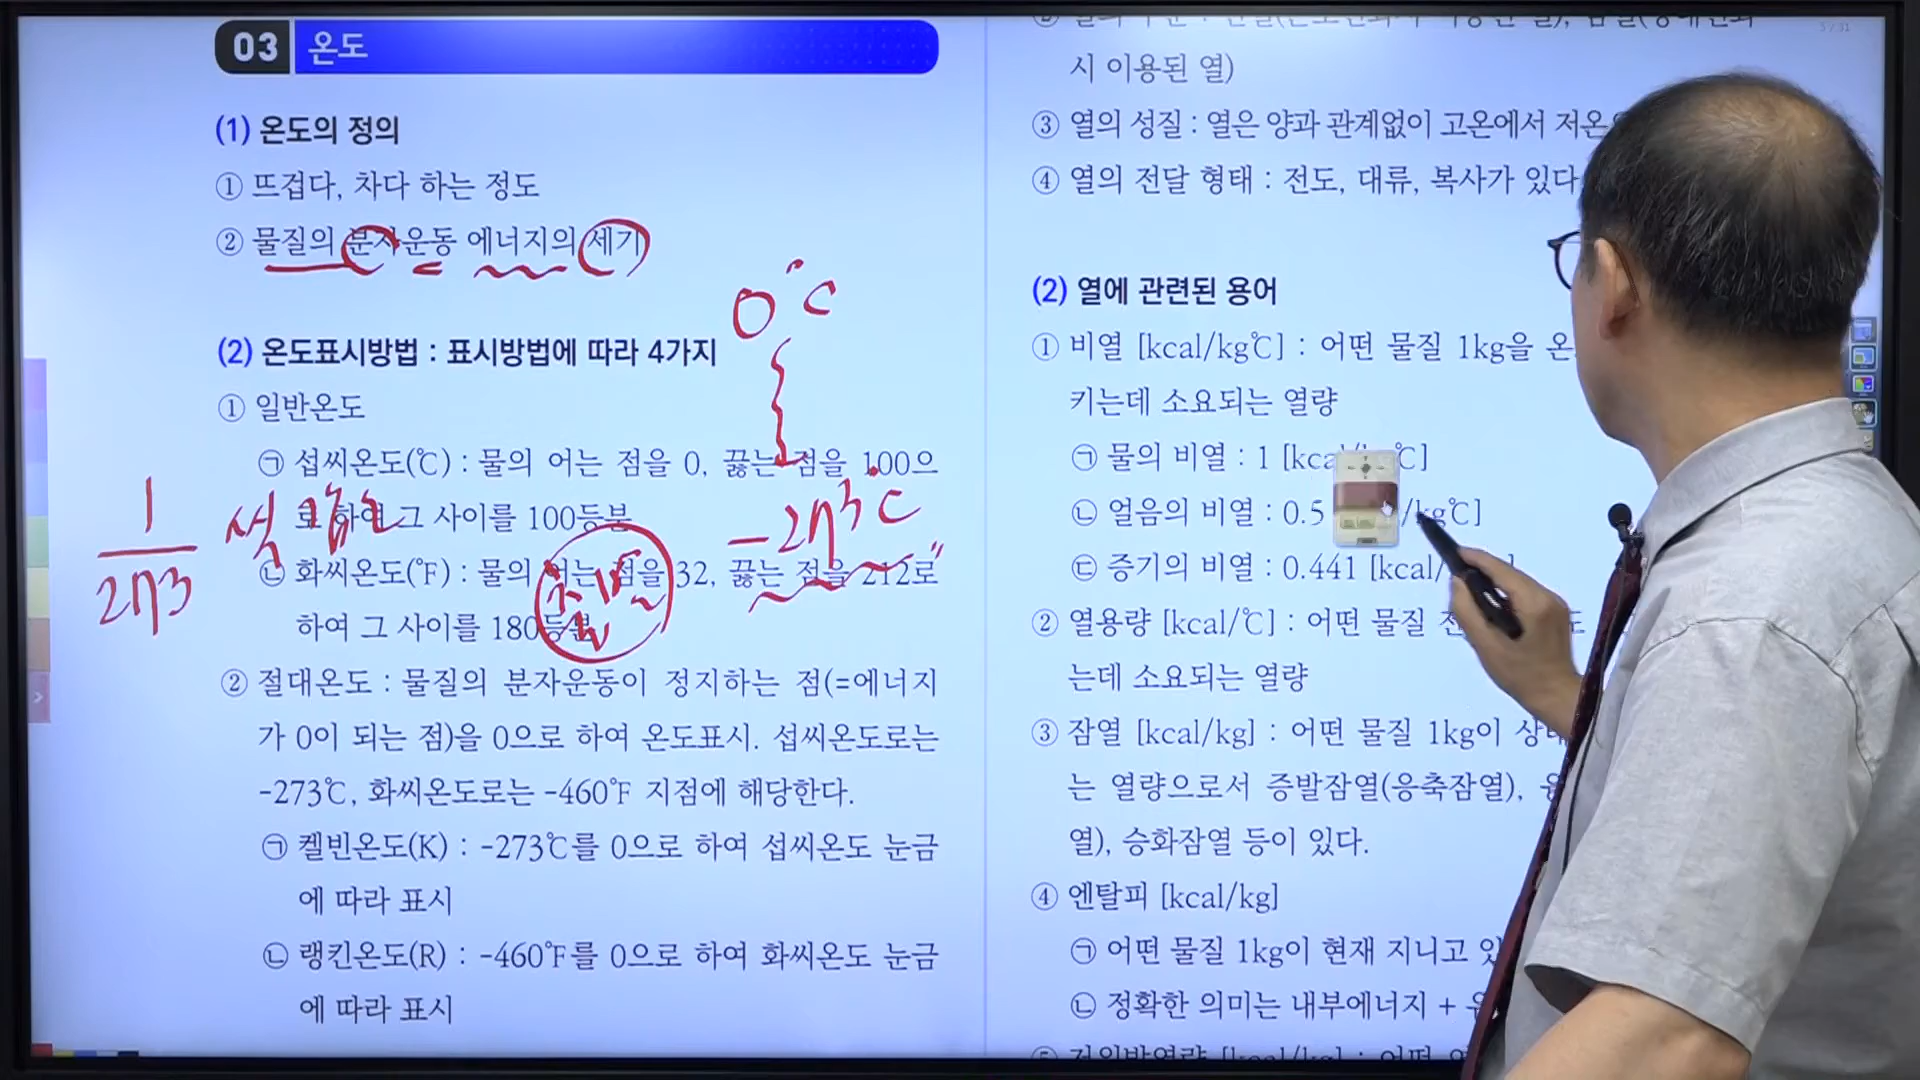 03 온도
(1) 온도의 정의
① 뜨겁다, 차다 하는 정도
② 물질의 분자운동 에너지의 세기
0℃
(2) 온도표시방법 : 표시방법에 따라 4가지
① 일반온도
㉠ 섭씨온도(℃) : 물의 어는 점을 0, 끓는 점을 100으
로 하여 그 사이를 100등분
-273℃
1
273
㉡ 화씨온도(℉) : 물의 어는 점을 32, 끓는 점을 212로
하여 그 사이를 180등분
② 절대온도 : 물질의 분자운동이 정지하는 점(=에너지
가 0이 되는 점)을 0으로 하여 온도표시. 섭씨온도로는
-273℃, 화씨온도로는 -460℉ 지점에 해당한다.
㉠ 켈빈온도(K) : -273℃를 0으로 하여 섭씨온도 눈금
에 따라 표시
㉡ 랭킨온도(R) : -460℉를 0으로 하여 화씨온도 눈금
에 따라 표시
시 이용된 열)
③ 열의 성질 : 열은 양과 관계없이 고온에서
④ 열의 전달 형태 : 전도, 대류, 복사가 있다
(2) 열에 관련된 용어
① 비열 [kcal/kg℃] : 어떤 물질 1kg을
키는데 소요되는 열량
㉠ 물의 비열 : 1
㉡ 얼음의 비열 : 0.5 /kg℃]
㉢ 증기의 비열 : 0.441 [kcal/
② 열용량 [kcal/℃] : 어떤 물질
는데 소요되는 열량
③ 잠열 [kcal/kg] : 어떤 물질 1kg이
는 열량으로서 증발잠열(응축잠열),
열), 승화잠열 등이 있다.
④ 엔탈피 [kcal/kg]
㉠ 어떤 물질 1kg이 현재 지니고
㉡ 정확한 의미는 내부에너지 +